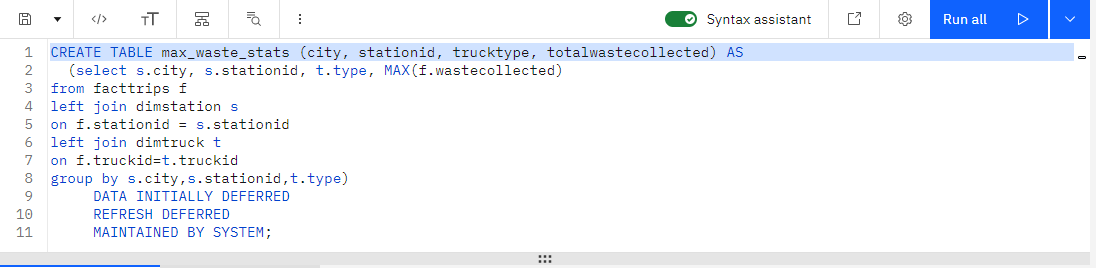 </> тT Syntax assistant Run all
1 CREATE TABLE max_waste_stats (city, stationid, trucktype, totalwastecollected) AS
2 (select s.city, s.stationid, t.type, MAX(f.wastecollected)
3 from facttrips f
4 left join dimstation s
5 on f.stationid = s.stationid
6 left join dimtruck t
7 on f.truckid=t.truckid
8 group by s.city,s.stationid,t.type)
9 DATA INITIALLY DEFERRED
10 REFRESH DEFERRED
11 MAINTAINED BY SYSTEM;